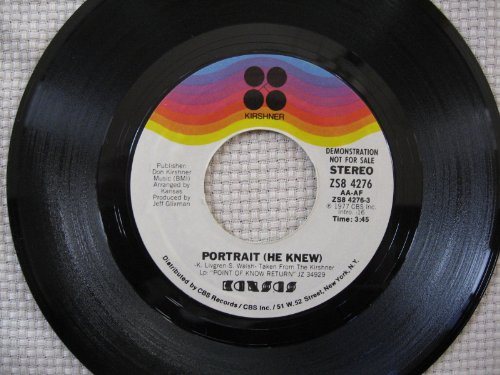 KIRSHNER
DEMONSTRATION
NOT FOR SALE
STEREO
ZS8 4276
AA-AF
ZS8 4276-3
℗ 1977 CBS Inc.
Intro. :16
Time: 3:45
Publisher:
Don Kirshner
Music (BMI)
Arranged by
Kansas
Produced by
Jeff Glixman
PORTRAIT (HE KNEW)
-K. Livgren-S. Walsh- Taken From The Kirshner
Lp: "POINT OF KNOW RETURN" JZ 34929
KANSAS
Distributed by CBS Records / CBS Inc. / 51 W. 52 Street, New York, N.Y.